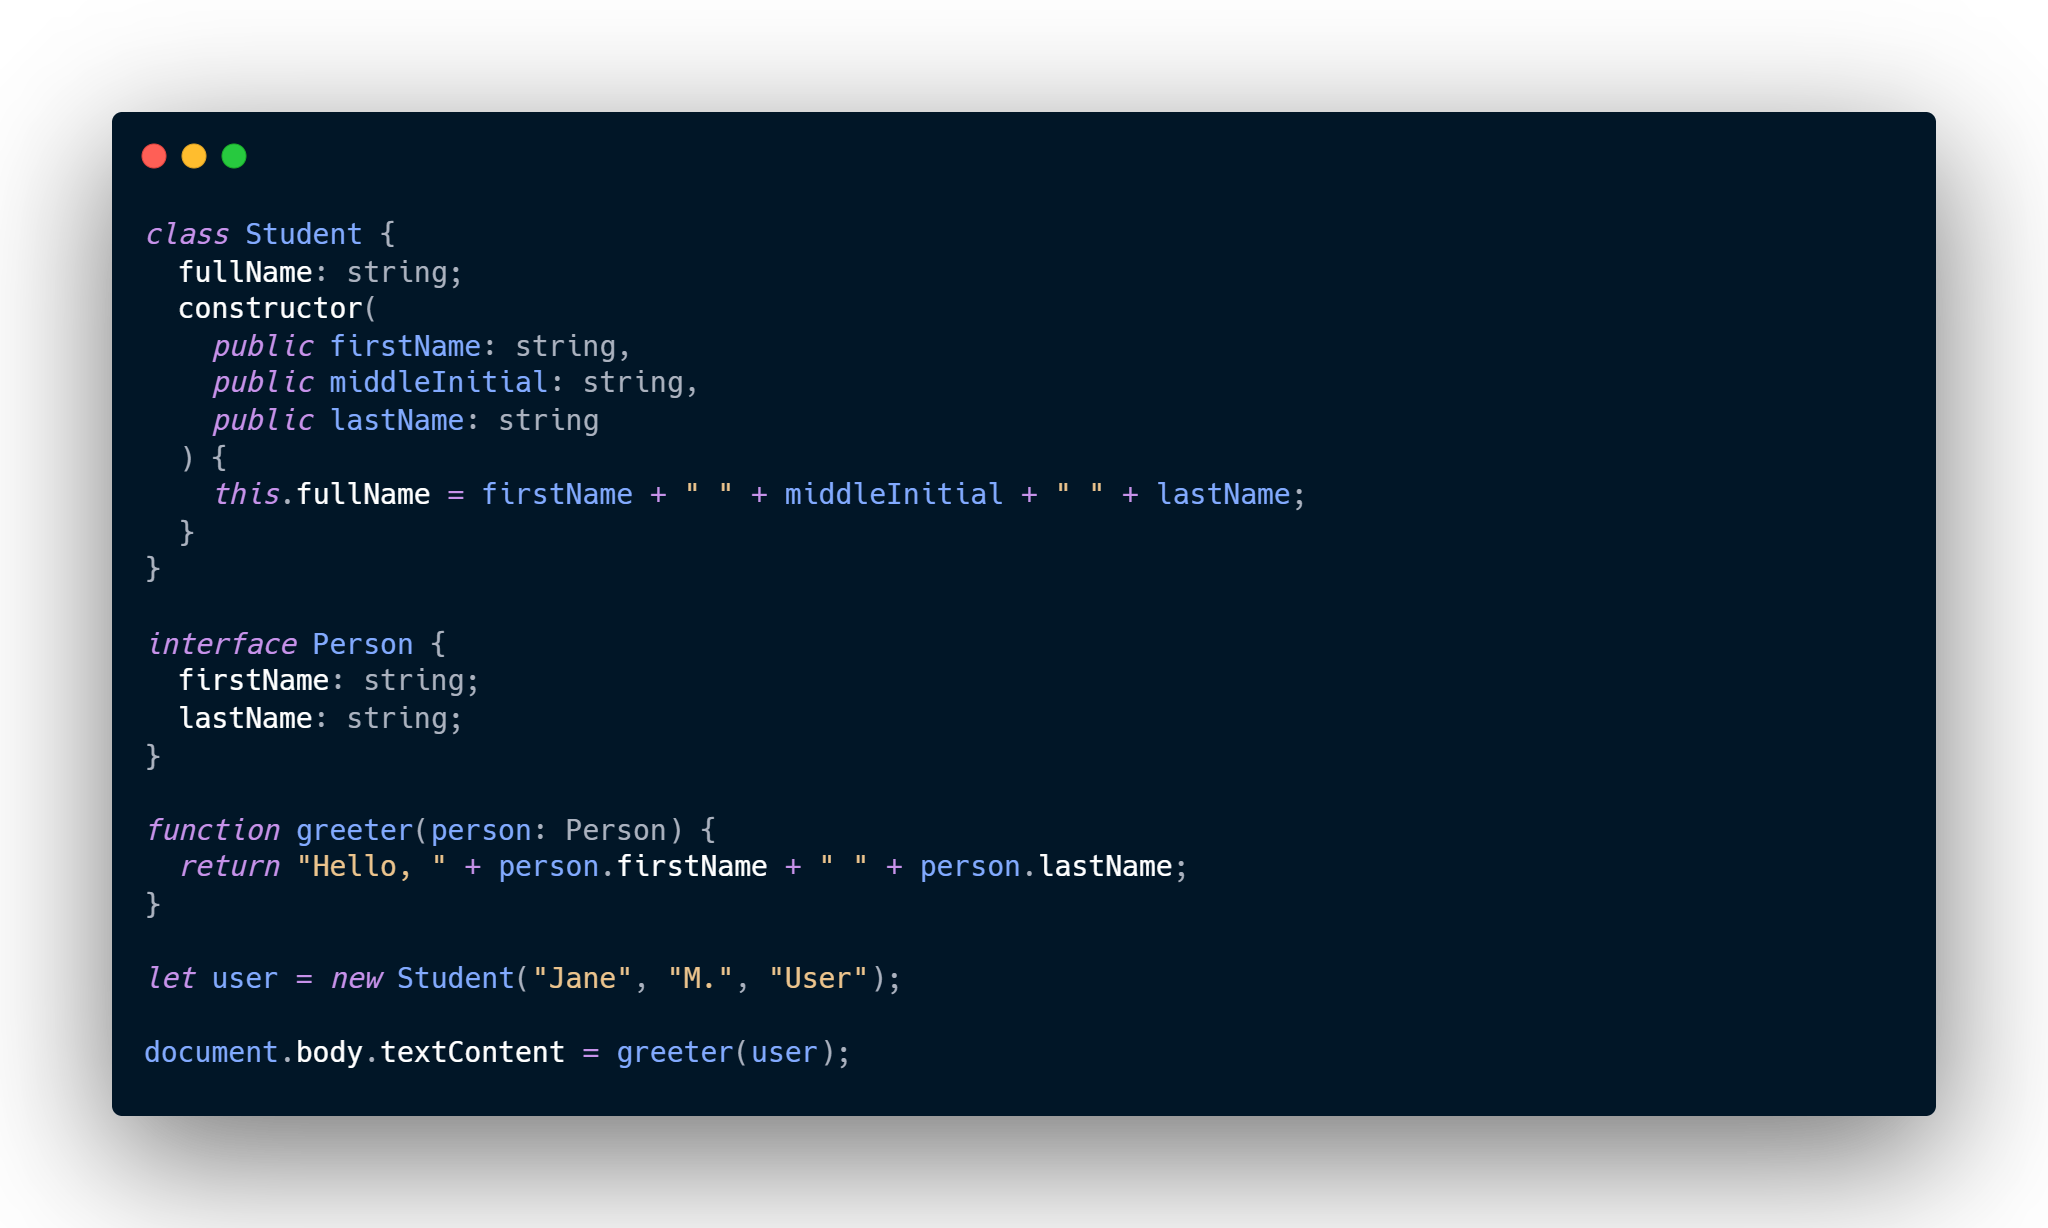 class Student {
  fullName: string;
  constructor(
    public firstName: string,
    public middleInitial: string,
    public lastName: string
  ) {
    this.fullName = firstName + " " + middleInitial + " " + lastName;
  }
}

interface Person {
  firstName: string;
  lastName: string;
}

function greeter(person: Person) {
  return "Hello, " + person.firstName + " " + person.lastName;
}

let user = new Student("Jane", "M.", "User");

document.body.textContent = greeter(user);